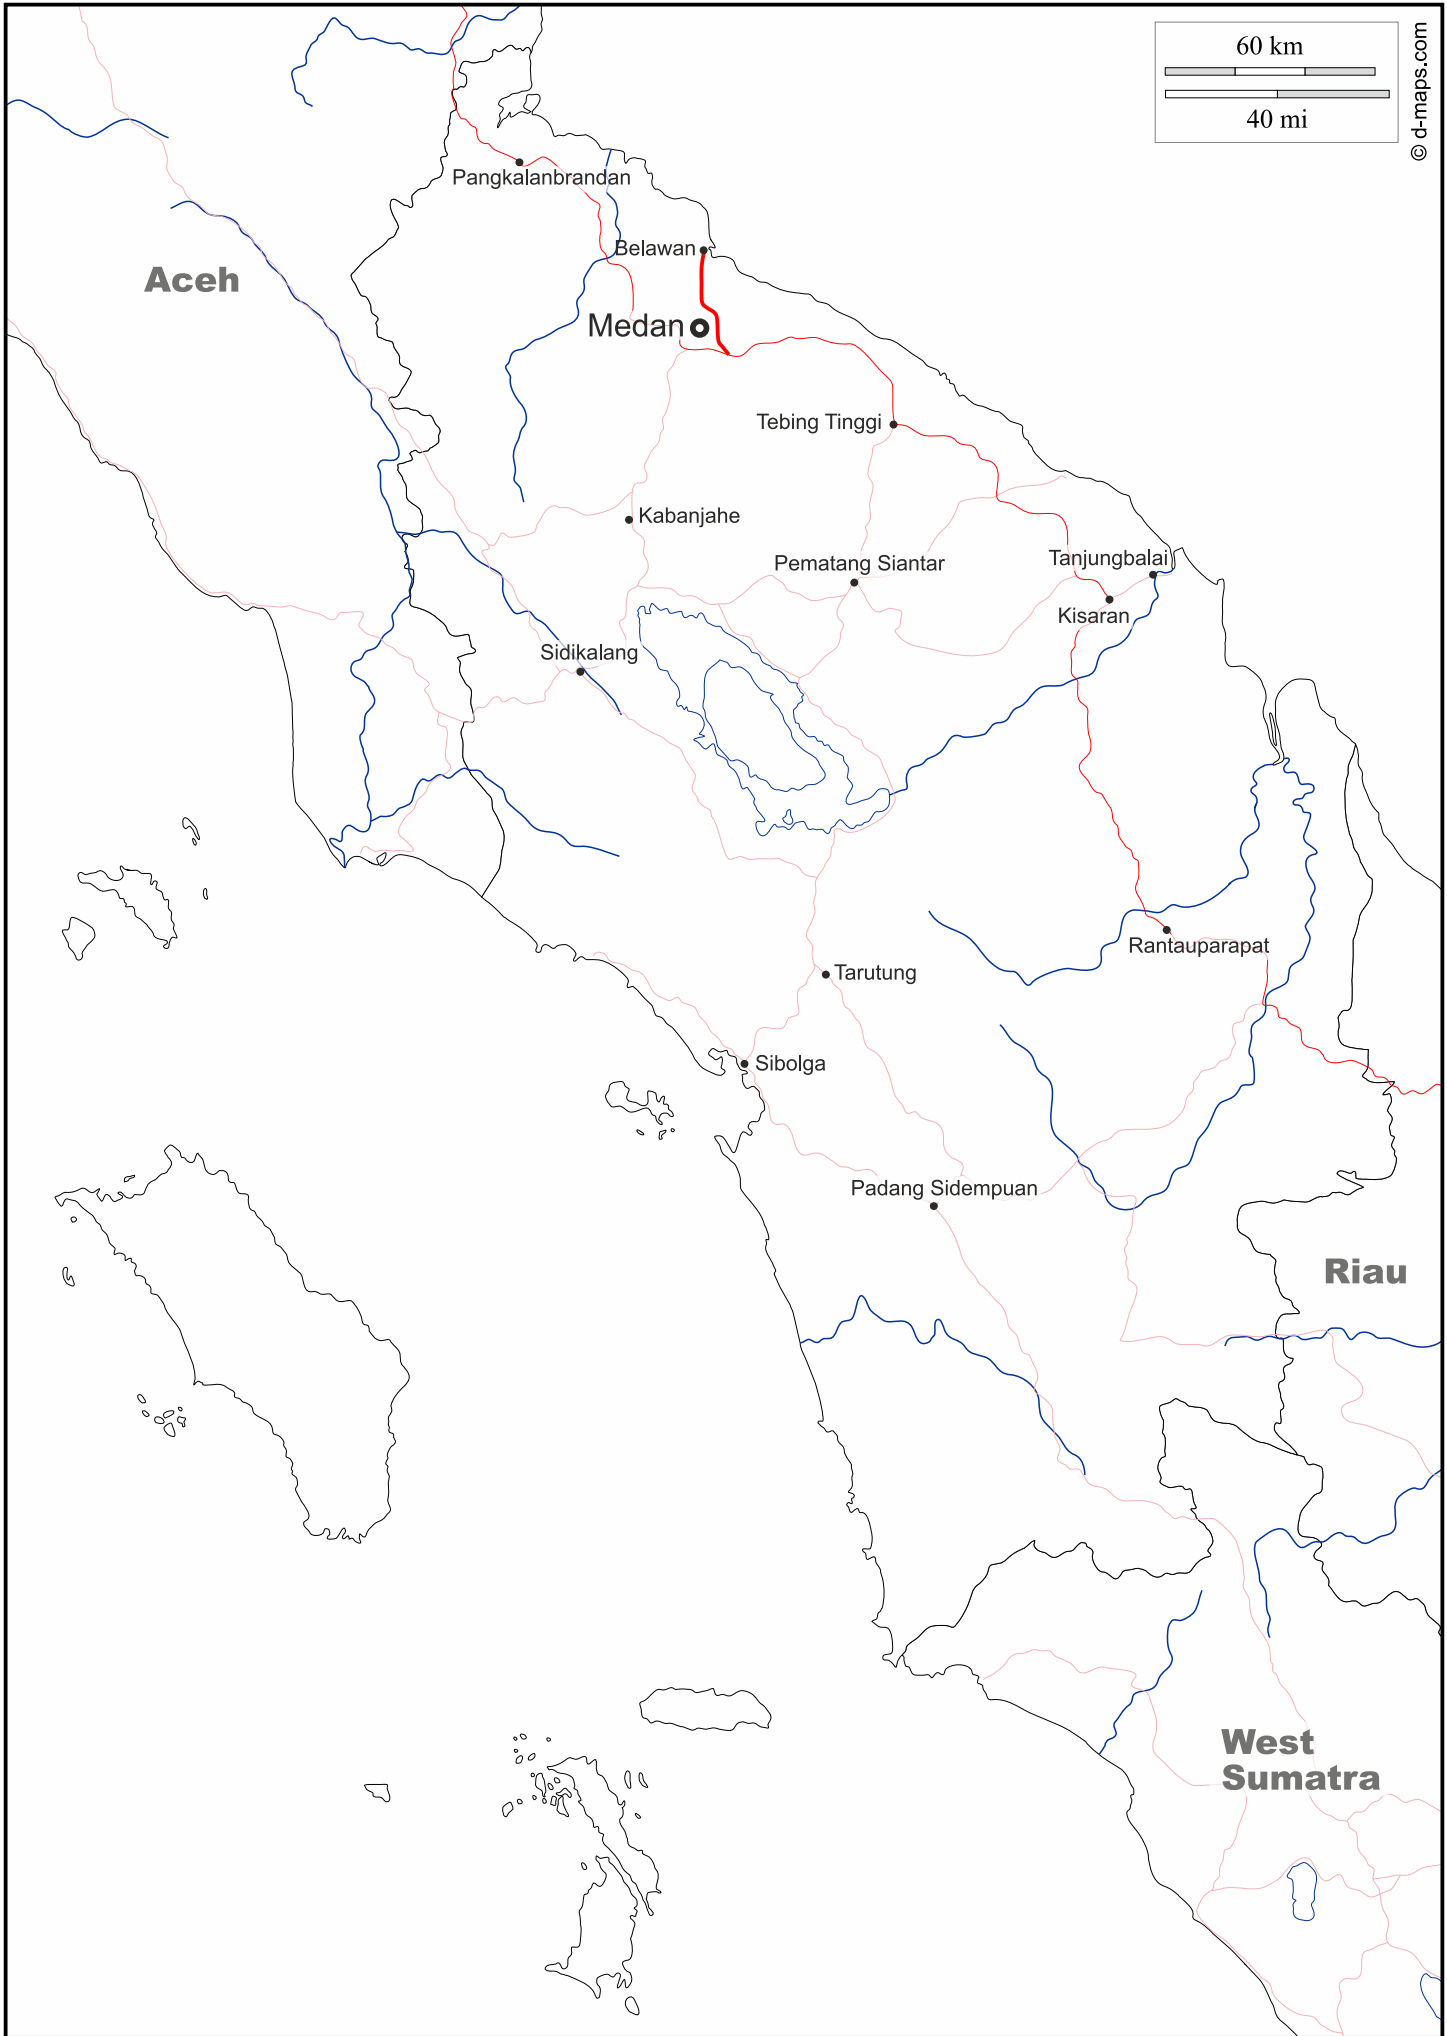 60 km
40 mi
© d-maps.com
Pangkalanbrandan
Belawan
Aceh
Medan
Tebing Tinggi
Kabanjahe
Pematang Siantar
Tanjungbalai
Kisaran
Sidikalang
Rantauparapat
Tarutung
Sibolga
Padang Sidempuan
Riau
West
Sumatra